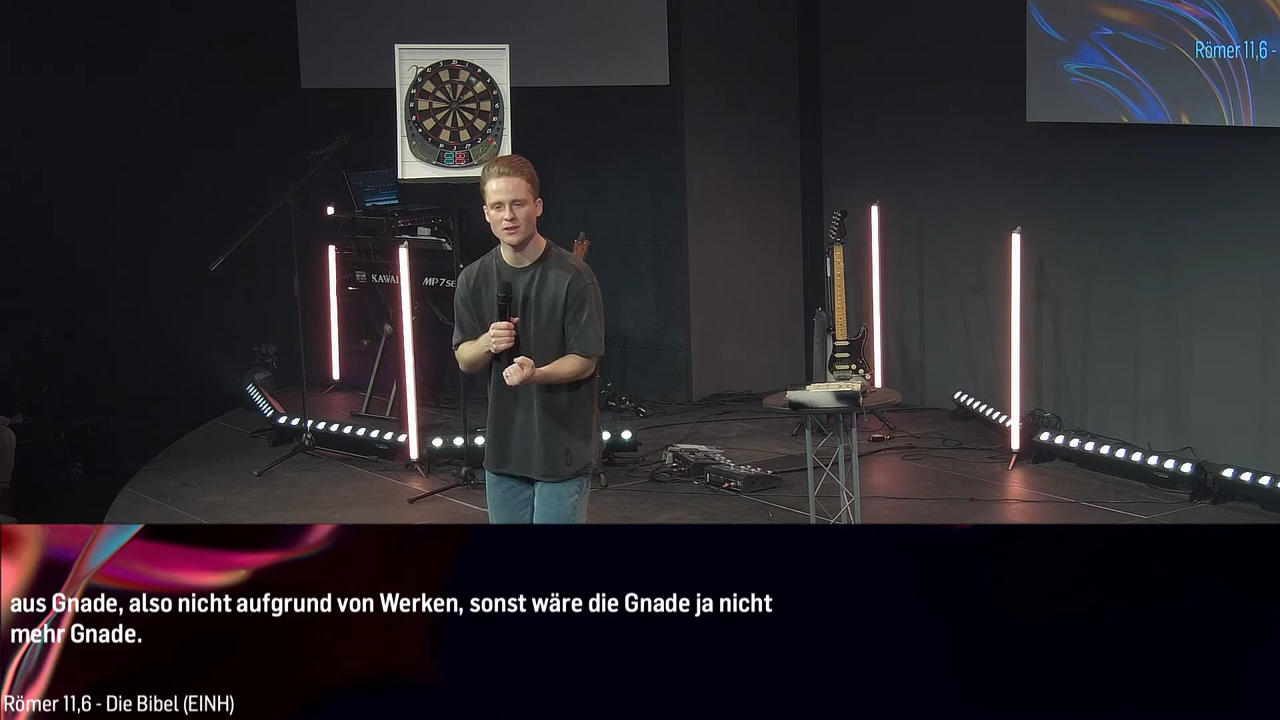 Römer 11,6 -
KAWAI
MP7SE
aus Gnade, also nicht aufgrund von Werken, sonst wäre die Gnade ja nicht
mehr Gnade.
Römer 11,6 - Die Bibel (EINH)